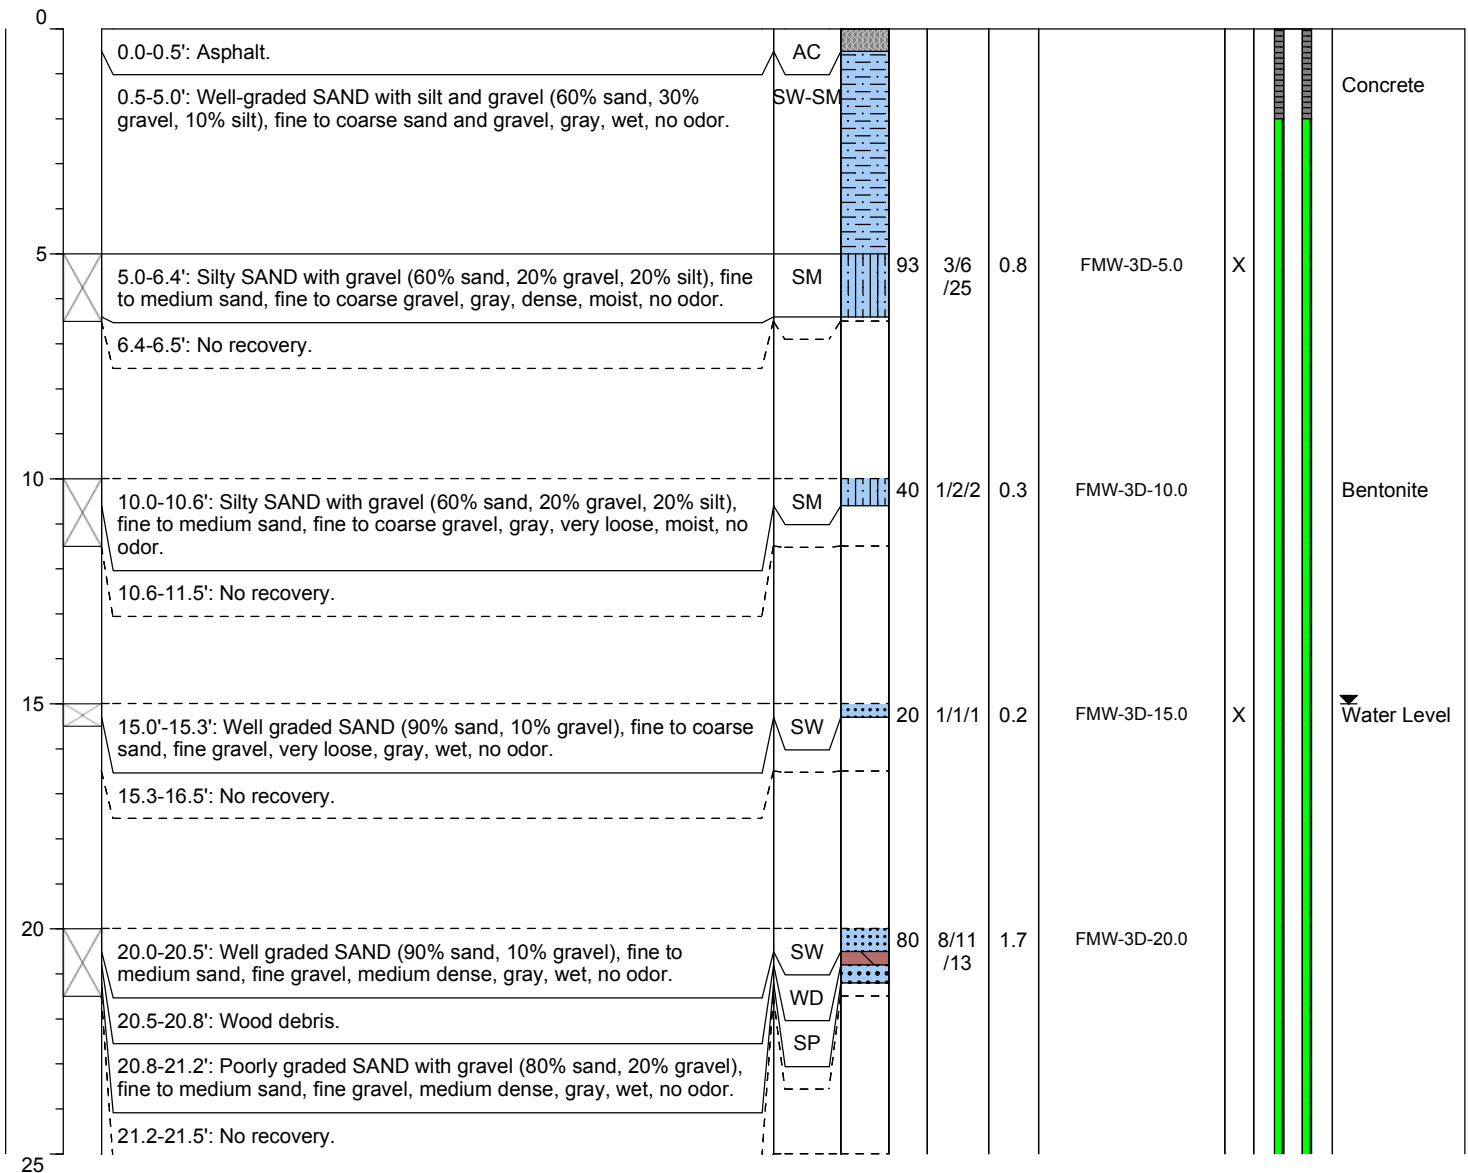 0
0.0-0.5': Asphalt.
AC
0.5-5.0': Well-graded SAND with silt and gravel (60% sand, 30%
gravel, 10% silt), fine to coarse sand and gravel, gray, wet, no odor.
SW-SM
Concrete
5
5.0-6.4': Silty SAND with gravel (60% sand, 20% gravel, 20% silt), fine
to medium sand, fine to coarse gravel, gray, dense, moist, no odor.
SM
93
3/6
/25
0.8
FMW-3D-5.0
X
6.4-6.5': No recovery.
10
10.0-10.6': Silty SAND with gravel (60% sand, 20% gravel, 20% silt),
fine to medium sand, fine to coarse gravel, gray, very loose, moist, no
odor.
SM
40
1/2/2
0.3
FMW-3D-10.0
Bentonite
10.6-11.5': No recovery.
15
15.0'-15.3': Well graded SAND (90% sand, 10% gravel), fine to coarse
sand, fine gravel, very loose, gray, wet, no odor.
SW
20
1/1/1
0.2
FMW-3D-15.0
X
Water Level
15.3-16.5': No recovery.
20
20.0-20.5': Well graded SAND (90% sand, 10% gravel), fine to
medium sand, fine gravel, medium dense, gray, wet, no odor.
SW
80
8/11
/13
1.7
FMW-3D-20.0
20.5-20.8': Wood debris.
WD
20.8-21.2': Poorly graded SAND with gravel (80% sand, 20% gravel),
fine to medium sand, fine gravel, medium dense, gray, wet, no odor.
SP
21.2-21.5': No recovery.
25